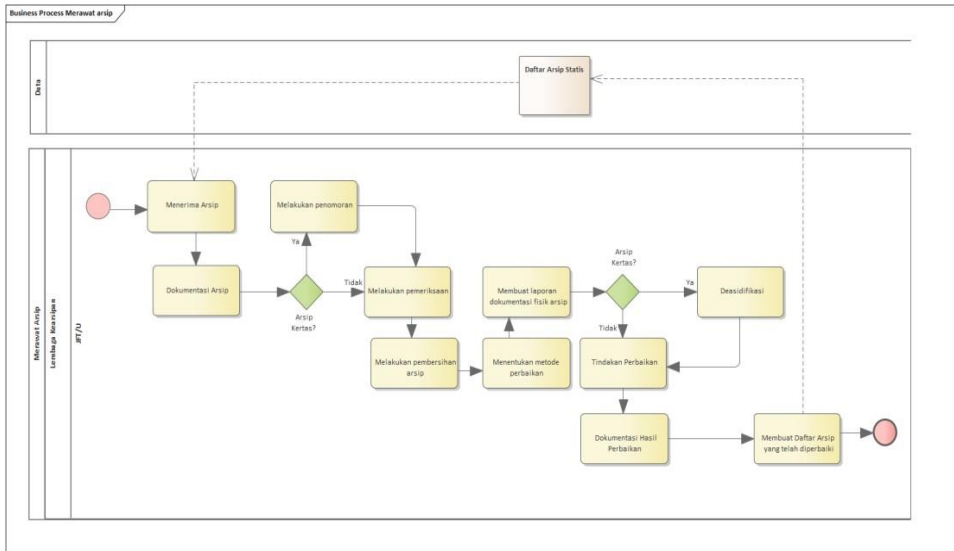 Business Process Merawat arsip
Data
Daftar Arsip Statis
Merawat Arsip
Lembaga Kearsipan
JFT/U
Menerima Arsip
Melakukan penomoran
Ya
Dokumentasi Arsip
Arsip
Kertas?
Tidak
Melakukan pemeriksaan
Melakukan pembersihan
arsip
Menentukan metode
perbaikan
Membuat laporan
dokumentasi fisik arsip
Arsip
Kertas?
Ya
Deasidifikasi
Tidak
Tindakan Perbaikan
Dokumentasi Hasil
Perbaikan
Membuat Daftar Arsip
yang telah diperbaiki